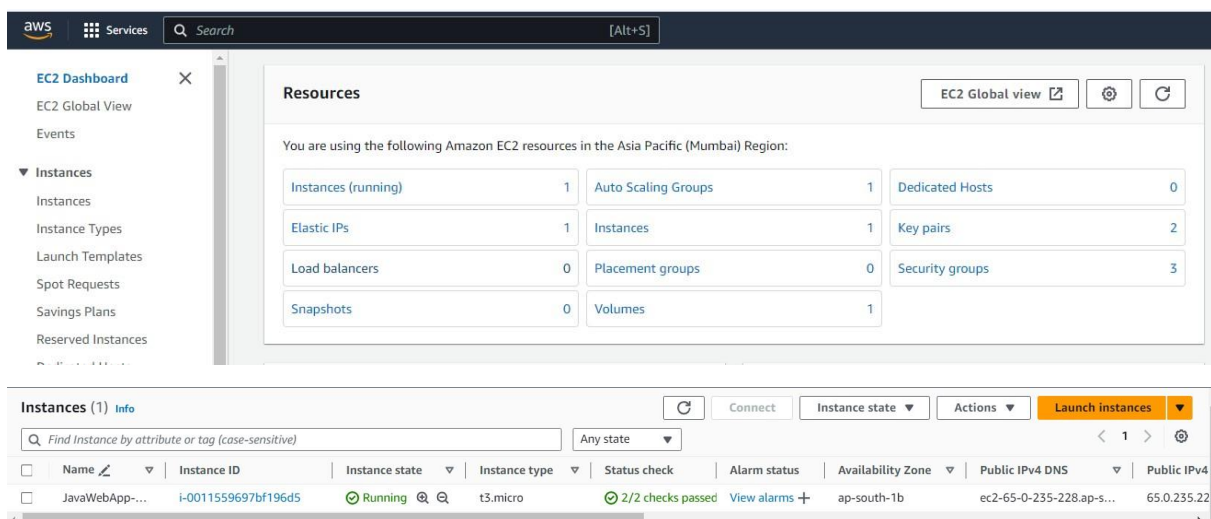 aws Services Search [Alt+S]
EC2 Dashboard
EC2 Global View
Events
Instances
Instances
Instance Types
Launch Templates
Spot Requests
Savings Plans
Reserved Instances
Resources EC2 Global view
You are using the following Amazon EC2 resources in the Asia Pacific (Mumbai) Region:
Instances (running) 1 Auto Scaling Groups 1 Dedicated Hosts 0
Elastic IPs 1 Instances 1 Key pairs 2
Load balancers 0 Placement groups 0 Security groups 3
Snapshots 0 Volumes 1
Instances (1) Info Connect Instance state Actions Launch instances
Find Instance by attribute or tag (case-sensitive) Any state 1
Name Instance ID Instance state Instance type Status check Alarm status Availability Zone Public IPv4 DNS Public IPv4
JavaWebApp-... i-0011559697bf196d5 Running t3.micro 2/2 checks passed View alarms ap-south-1b ec2-65-0-235-228.ap-s... 65.0.235.22